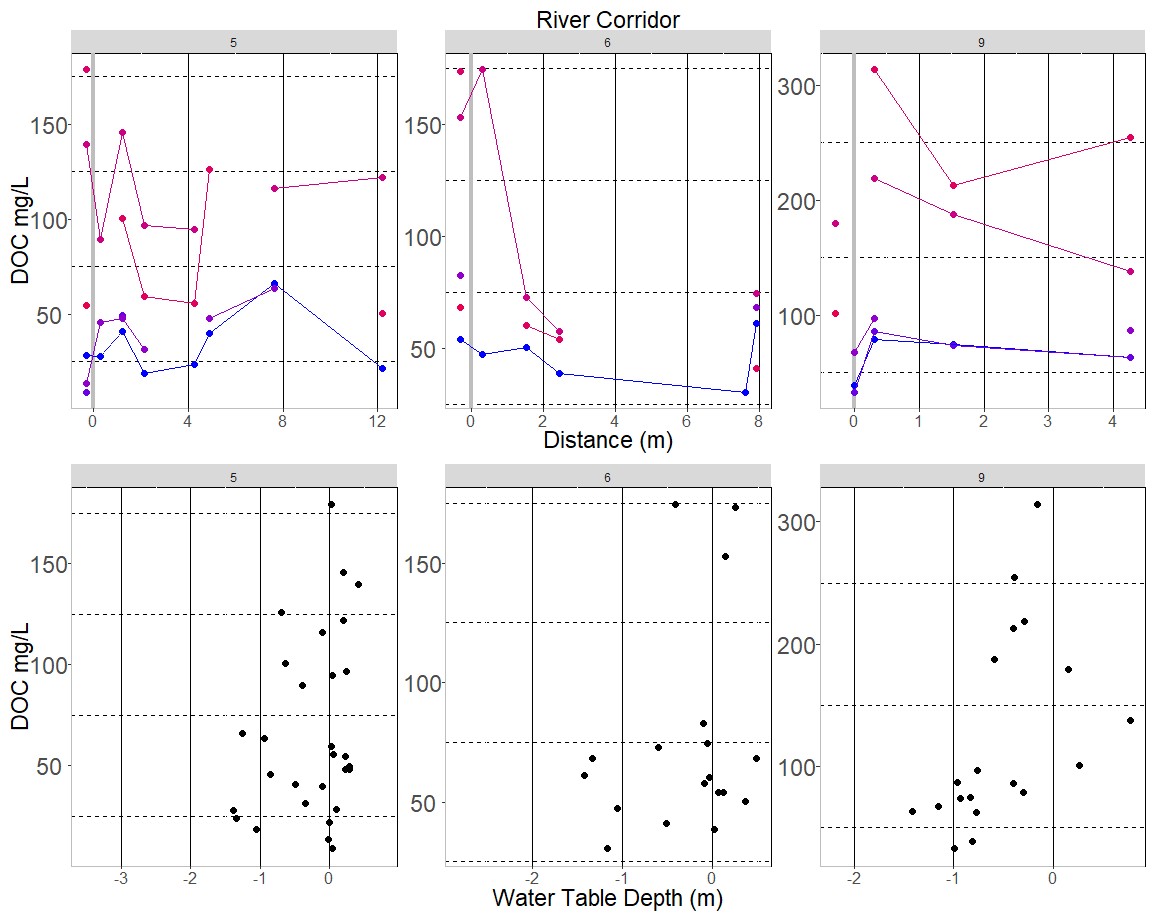 River Corridor
5 6 9
DOC mg/L
150
100
50
150
100
50
300
200
100
0 4 8 12
0 2 4 6 8
0 1 2 3 4
Distance (m)
5 6 9
DOC mg/L
150
100
50
150
100
50
300
200
100
-3 -2 -1 0
-2 -1 0
-2 -1 0
Water Table Depth (m)